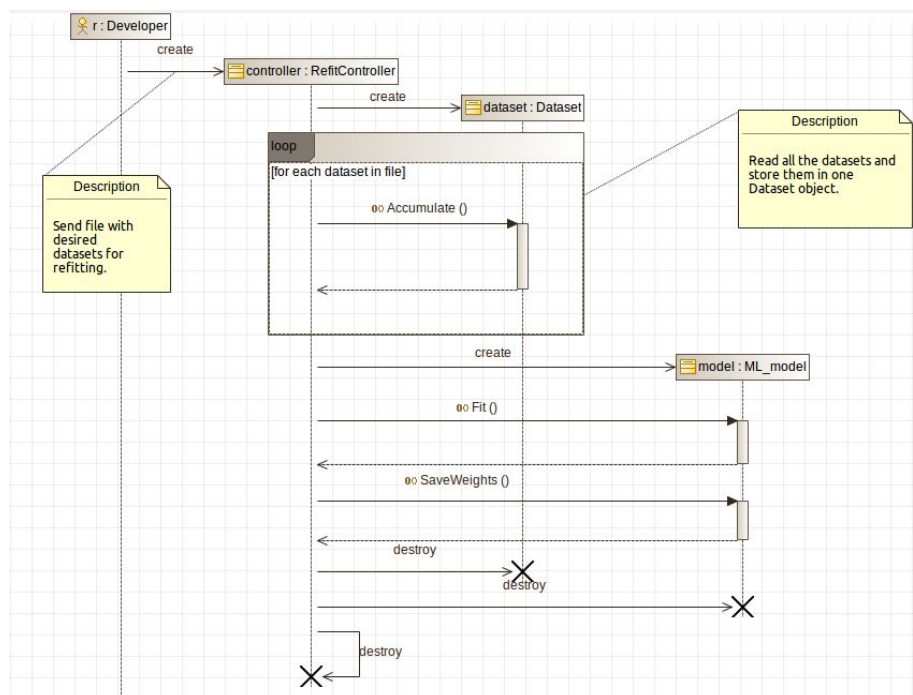 r : Developer
create
controller : RefitController
create
dataset : Dataset
Description
Read all the datasets and
store them in one
Dataset object.
loop
[for each dataset in file]
Description
Send file with
desired
datasets for
refitting.
Accumulate ()
create
model : ML_model
Fit ()
SaveWeights ()
destroy
destroy
destroy